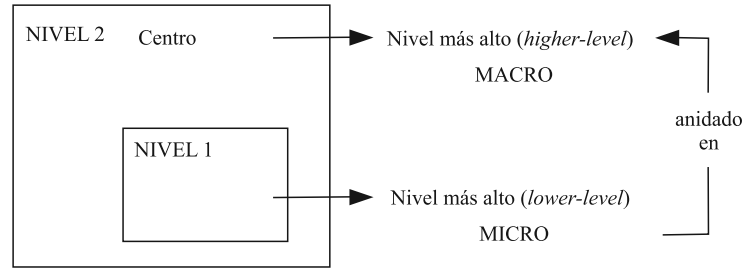 NIVEL 2 Centro Nivel más alto (higher-level)
MACRO
anidado
en
NIVEL 1
Nivel más alto (lower-level)
MICRO